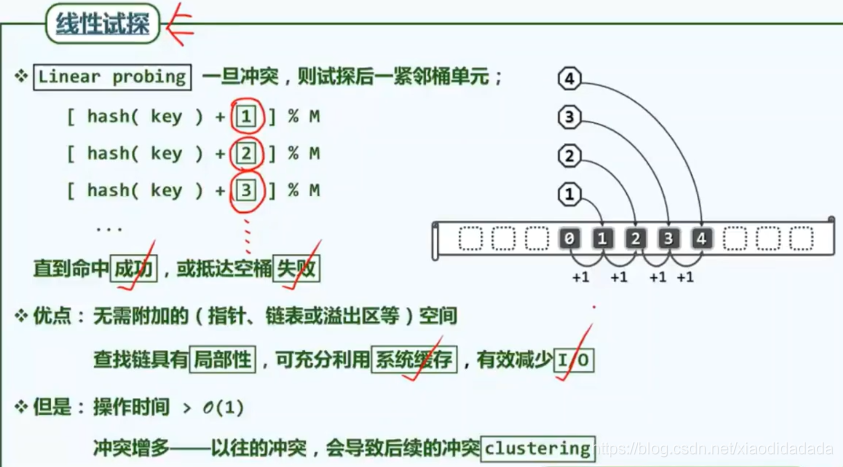 线性试探
❖ Linear probing 一旦冲突，则试探后一紧邻桶单元；
[ hash( key ) + 1 ] % M
[ hash( key ) + 2 ] % M
[ hash( key ) + 3 ] % M
...
直到命中成功，或抵达空桶失败
4
3
2
1
0 1 2 3 4
+1 +1 +1 +1
❖ 优点：无需附加的（指针、链表或溢出区等）空间
查找链具有局部性，可充分利用系统缓存，有效减少I/O
❖ 但是：操作时间 > O(1)
冲突增多——以往的冲突，会导致后续的冲突clustering
https://blog.csdn.net/xiaodidadada